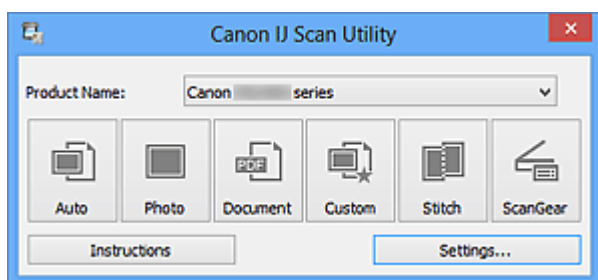 Canon IJ Scan Utility
Product Name: Canon series
PDF
Auto Photo Document Custom Stitch ScanGear
Instructions Settings...